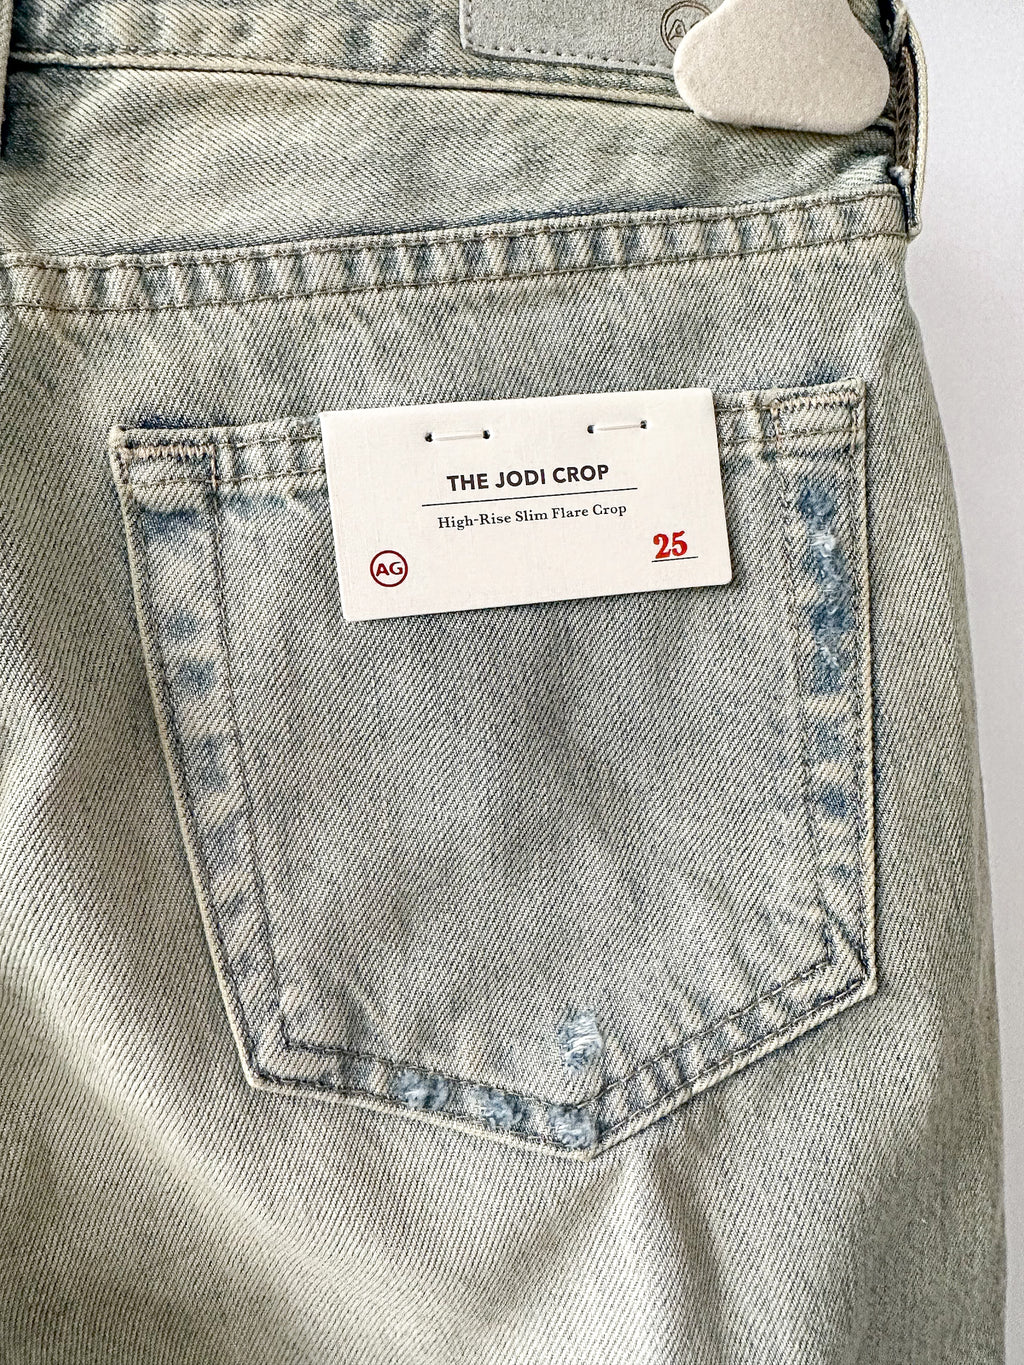 THE JODI CROP
High-Rise Slim Flare Crop
25
AG